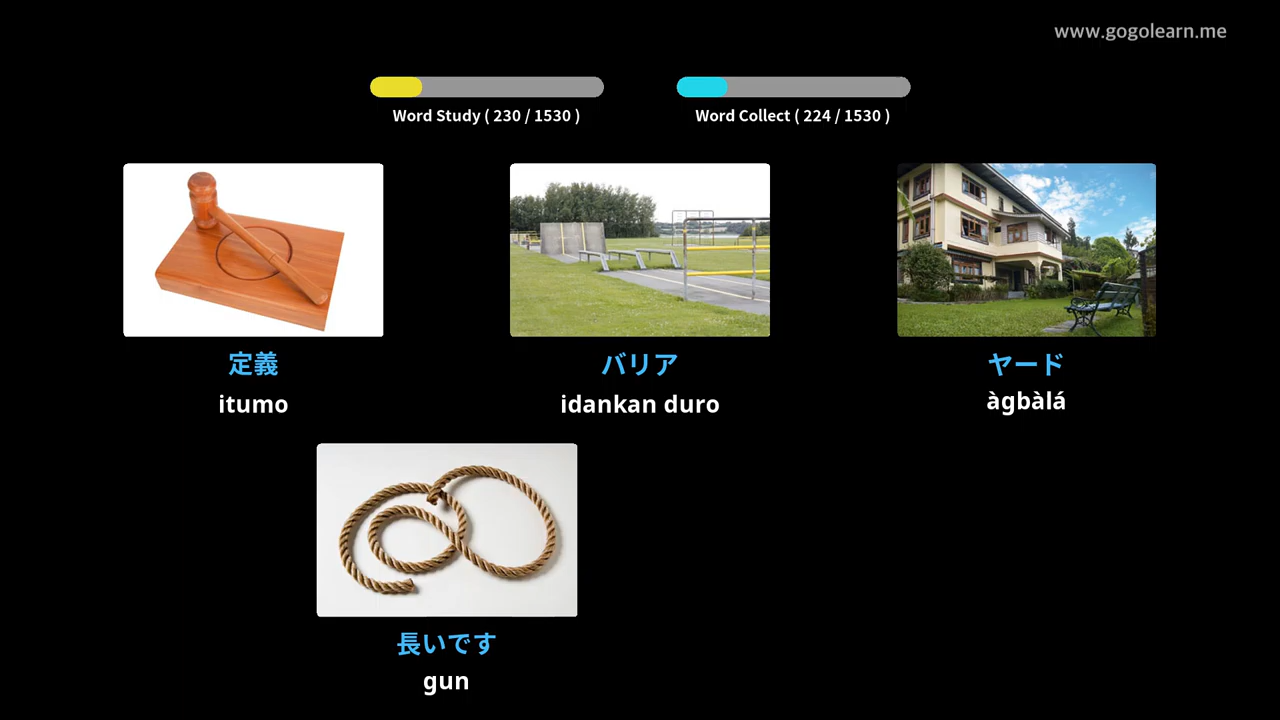 www.gogolearn.me
Word Study ( 230 / 1530 )
Word Collect ( 224 / 1530 )
定義
itumo
バリア
idankan duro
ヤード
àgbàlá
長いです
gun